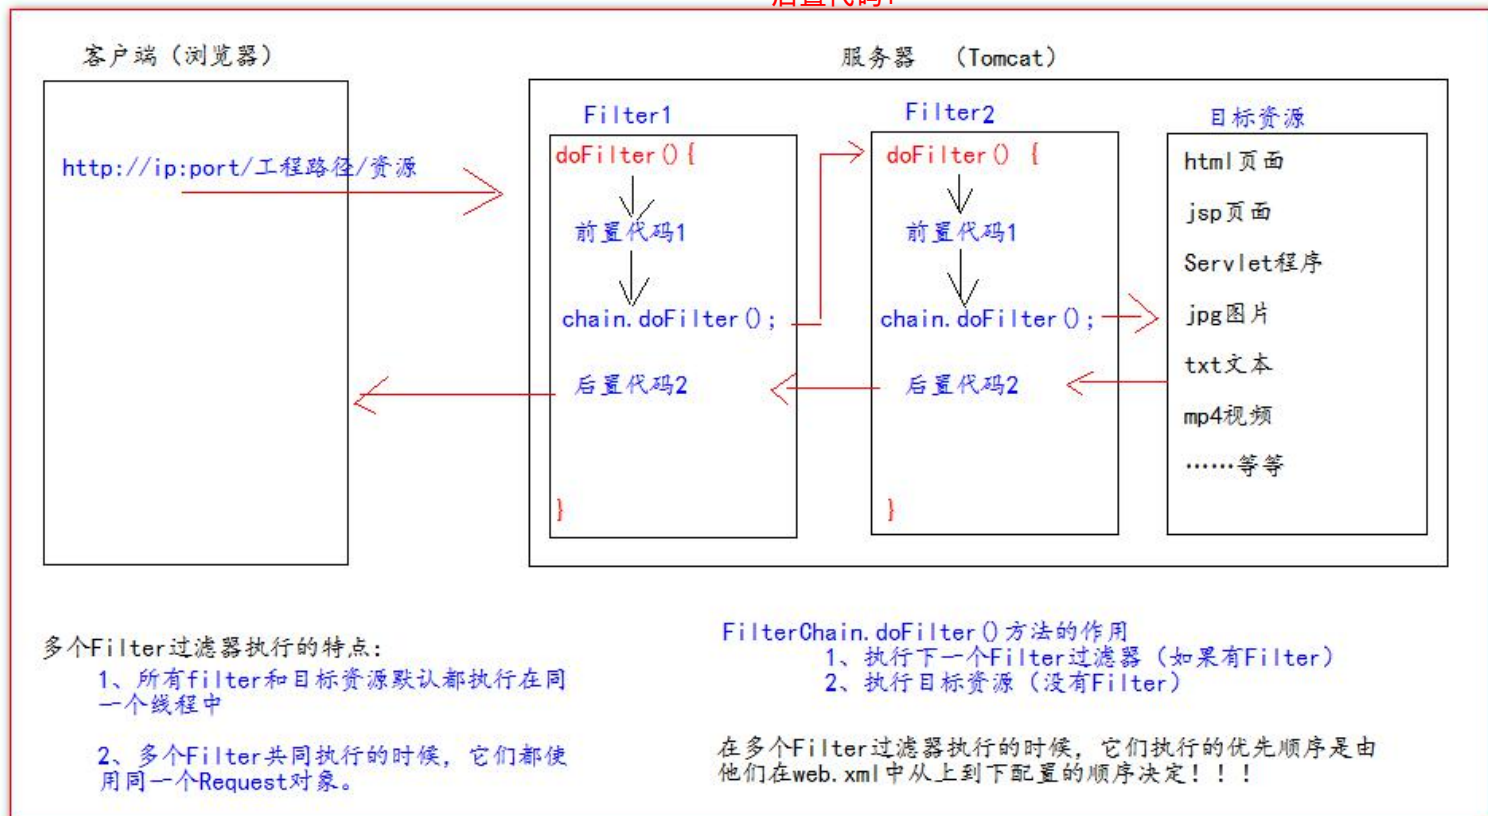 客户端（浏览器）
服务器 （Tomcat）
http://ip:port/工程路径/资源
Filter1
doFilter(){
前置代码1
chain.doFilter();
后置代码2
}
Filter2
doFilter() {
前置代码1
chain.doFilter();
后置代码2
}
目标资源
html页面
jsp页面
Servlet程序
jpg图片
txt文本
mp4视频
……等等
多个Filter过滤器执行的特点:
1、所有filter和目标资源默认都执行在同
一个线程中
2、多个Filter共同执行的时候，它们都使
用同一个Request对象。
FilterChain.doFilter()方法的作用
1、执行下一个Filter过滤器（如果有Filter）
2、执行目标资源（没有Filter）
在多个Filter过滤器执行的时候，它们执行的优先顺序是由
他们在web.xml中从上到下配置的顺序决定！！！